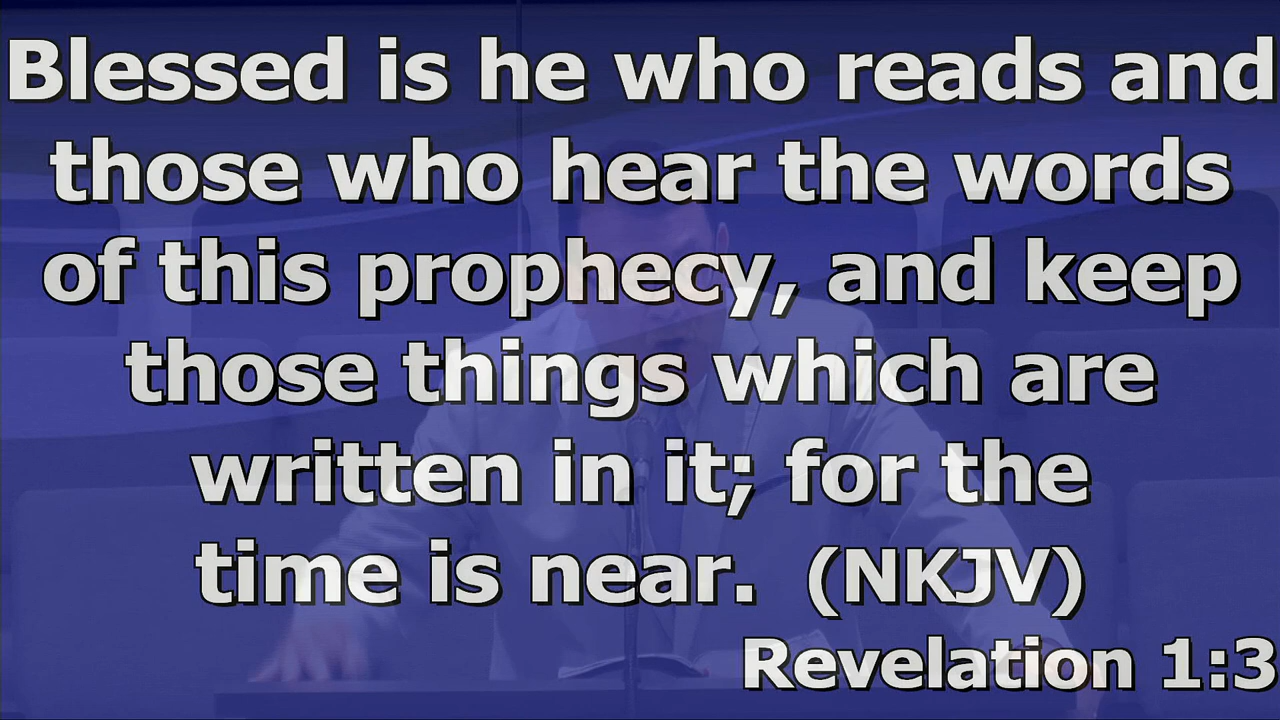 Blessed is he who reads and
those who hear the words
of this prophecy, and keep
those things which are
written in it; for the
time is near. (NKJV)
Revelation 1:3